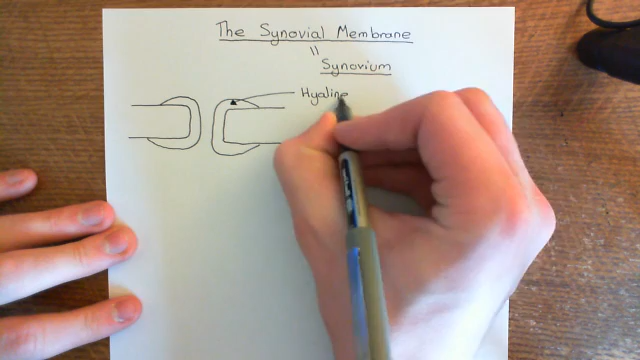 The Synovial Membrane
=
Synovium
Hyaline